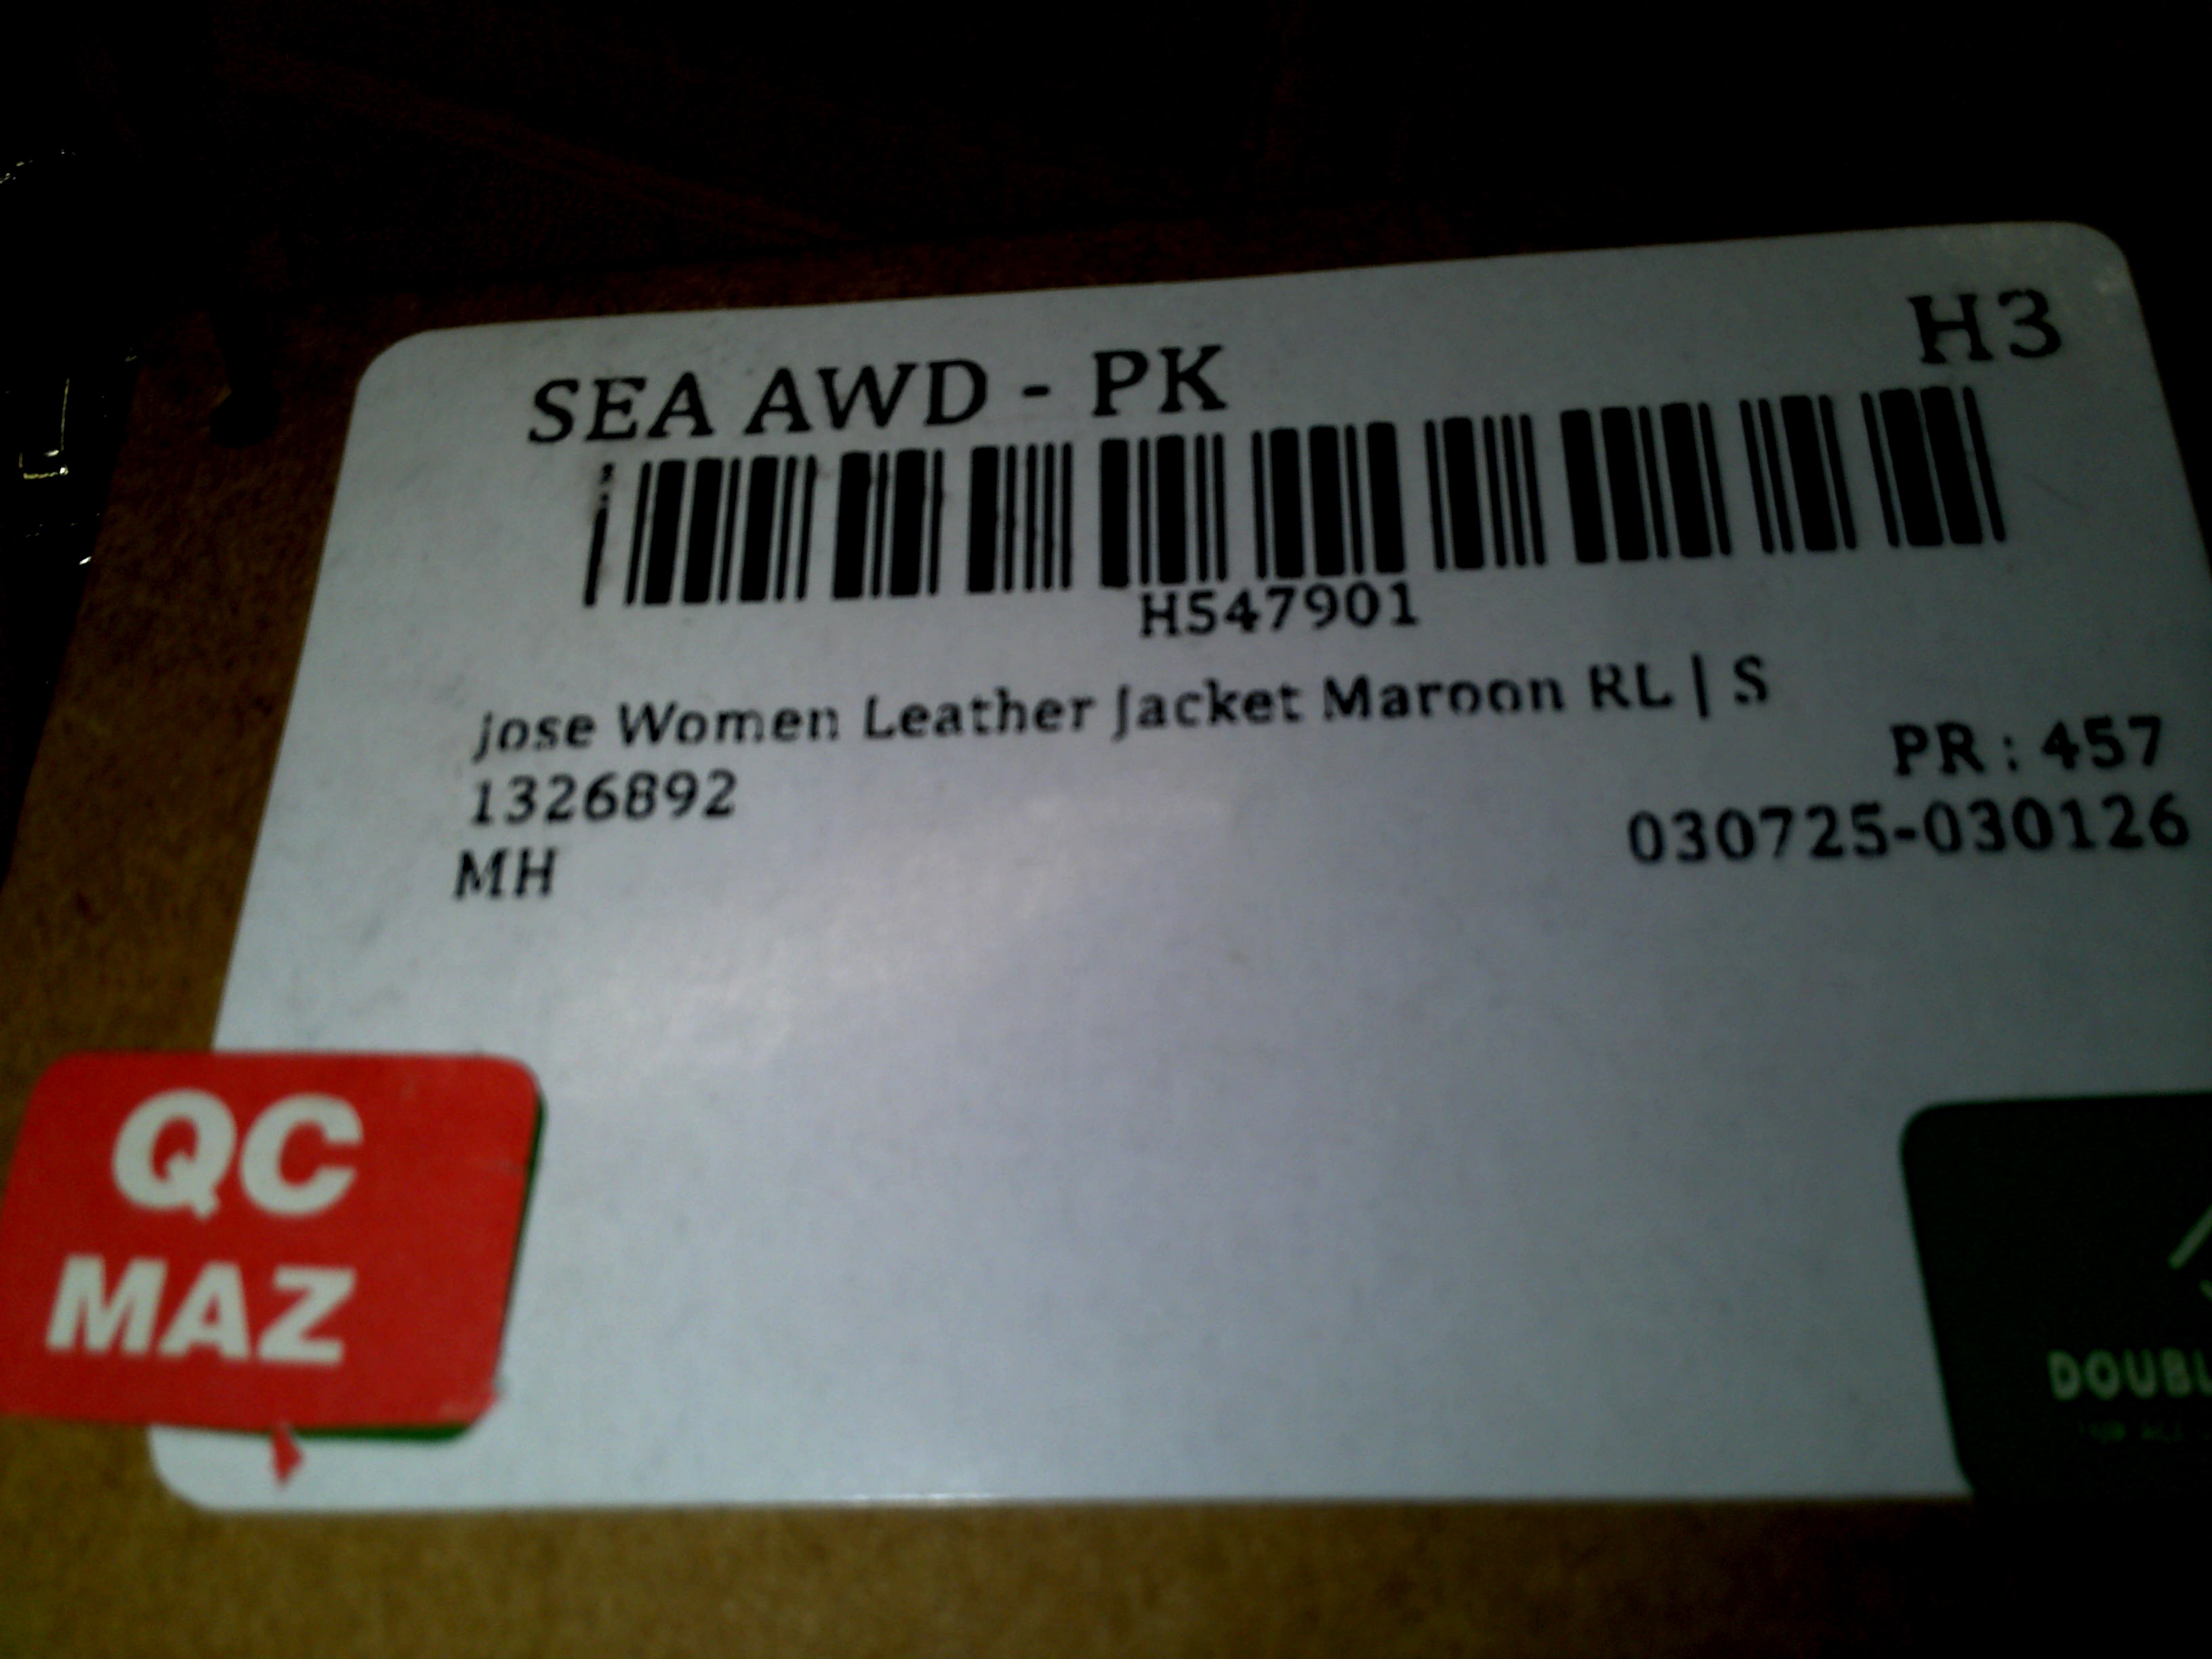 SEA AWD - PK
H3
H547901
Jose Women Leather Jacket Maroon RL | S
PR : 457
1326892
030725-030126
MH
QC
MAZ
DOUBL